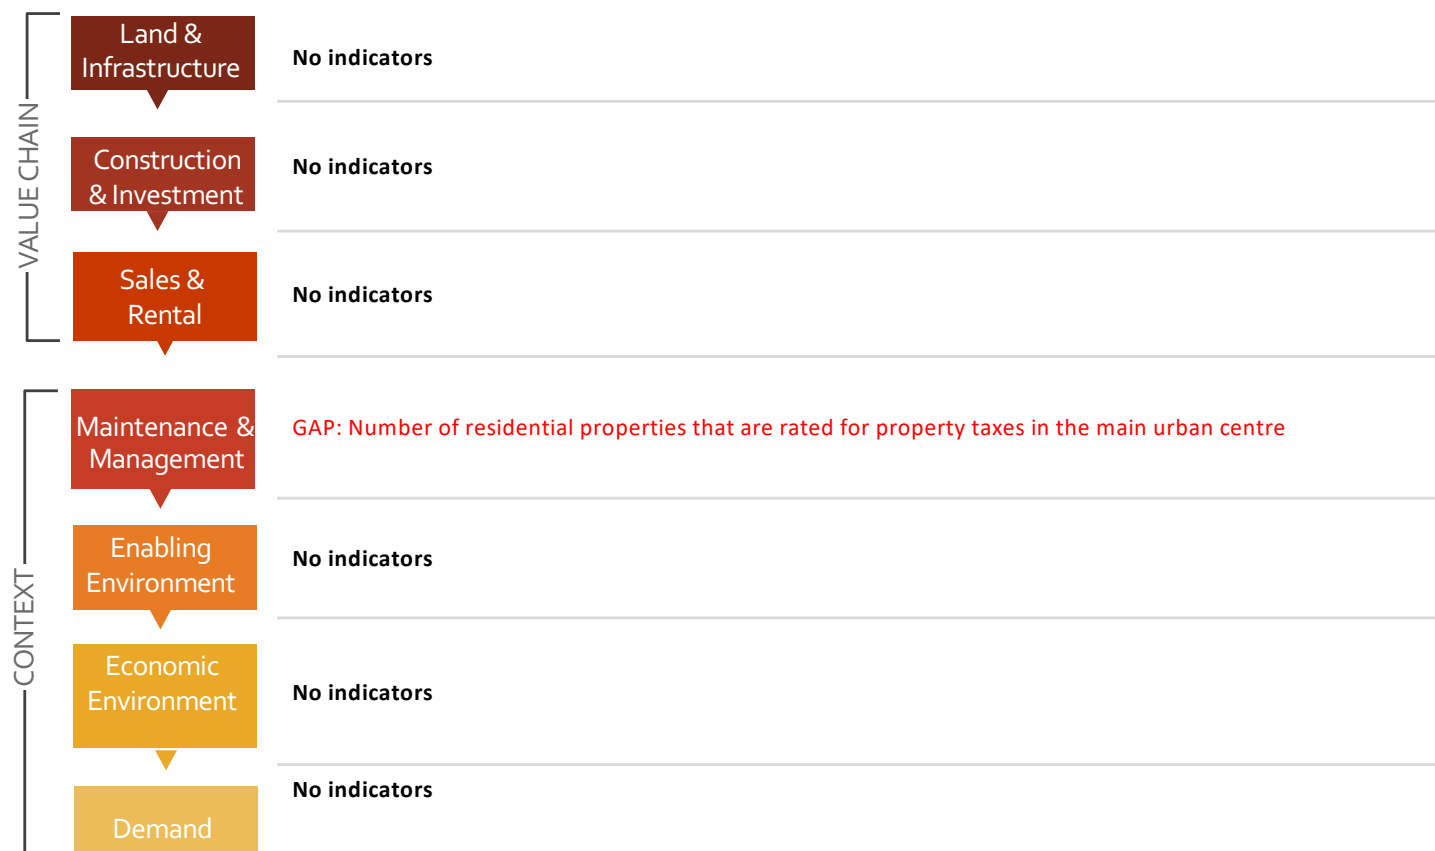 VALUE CHAIN
Land &
Infrastructure
No indicators
Construction
& Investment
No indicators
Sales &
Rental
No indicators
CONTEXT
Maintenance &
Management
GAP: Number of residential properties that are rated for property taxes in the main urban centre
Enabling
Environment
No indicators
Economic
Environment
No indicators
Demand
No indicators